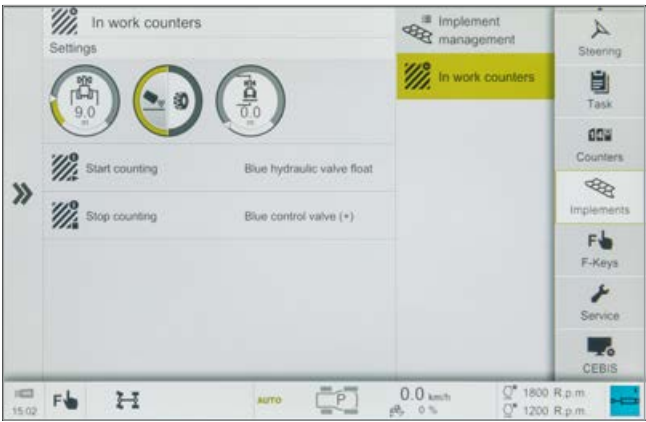 In work counters
Settings
9.0
m
0.0
m
Start counting
Blue hydraulic valve float
Stop counting
Blue control valve (+)
Implement
management
In work counters
Steering
Task
Counters
Implements
F
F-Keys
Service
CEBIS
15:02
F
AUTO
P
0.0 km/h
0 %
1800 R.p.m.
1200 R.p.m.